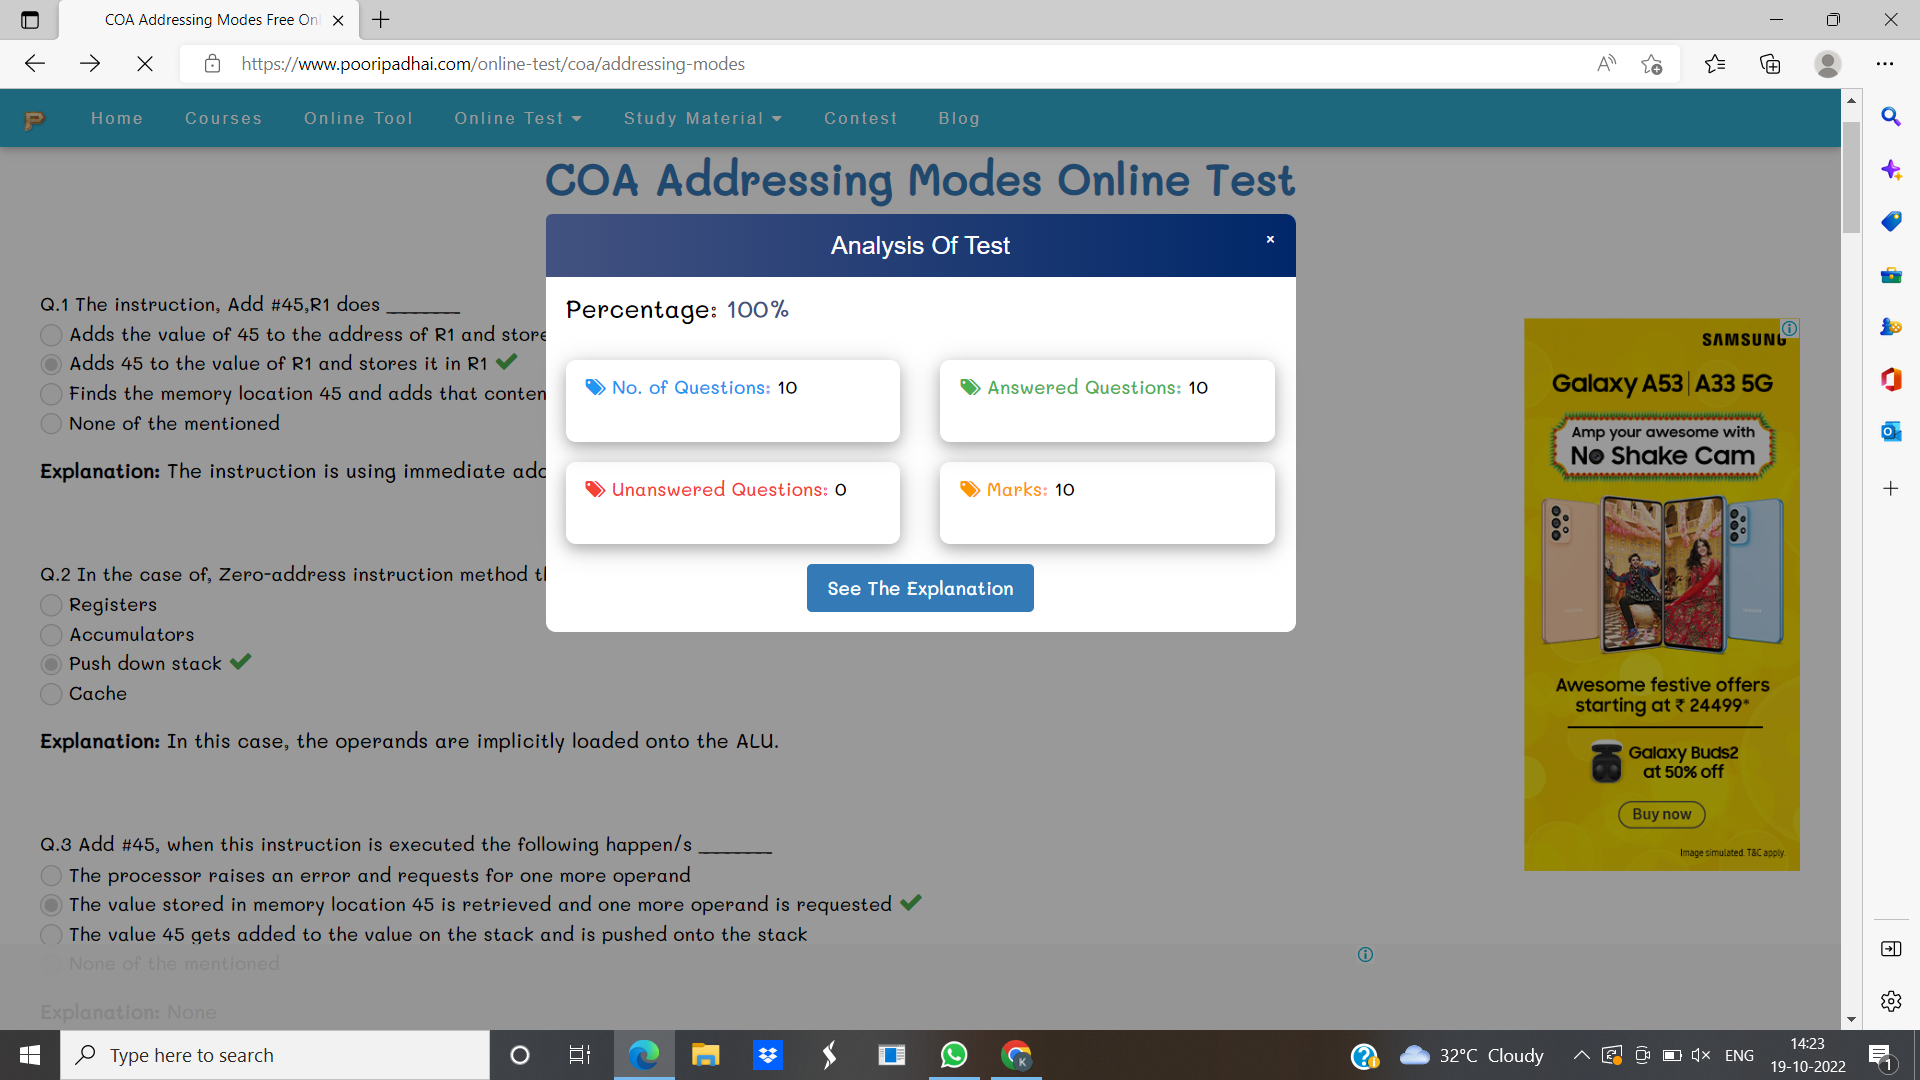 COA Addressing Modes Free Onl
https://www.pooripadhai.com/online-test/coa/addressing-modes
P Home Courses Online Tool Online Test Study Material Contest Blog
COA Addressing Modes Online Test
Analysis Of Test ×
Percentage: 100%
No. of Questions: 10
Answered Questions: 10
Unanswered Questions: 0
Marks: 10
See The Explanation
Q.1 The instruction, Add #45,R1 does ________
Adds the value of 45 to the address of R1 and store
Adds 45 to the value of R1 and stores it in R1
Finds the memory location 45 and adds that conten
None of the mentioned
Explanation: The instruction is using immediate add
Q.2 In the case of, Zero-address instruction method t
Registers
Accumulators
Push down stack
Cache
Explanation: In this case, the operands are implicitly loaded onto the ALU.
Q.3 Add #45, when this instruction is executed the following happen/s ________
The processor raises an error and requests for one more operand
The value stored in memory location 45 is retrieved and one more operand is requested
The value 45 gets added to the value on the stack and is pushed onto the stack
None of the mentioned
Explanation: None
SAMSUNG
Galaxy A53 | A33 5G
Amp your awesome with
No Shake Cam
Awesome festive offers
starting at ₹ 24499*
Galaxy Buds2
at 50% off
Buy now
Image simulated. T&C apply.
Type here to search
32°C Cloudy
ENG
14:23
19-10-2022
1